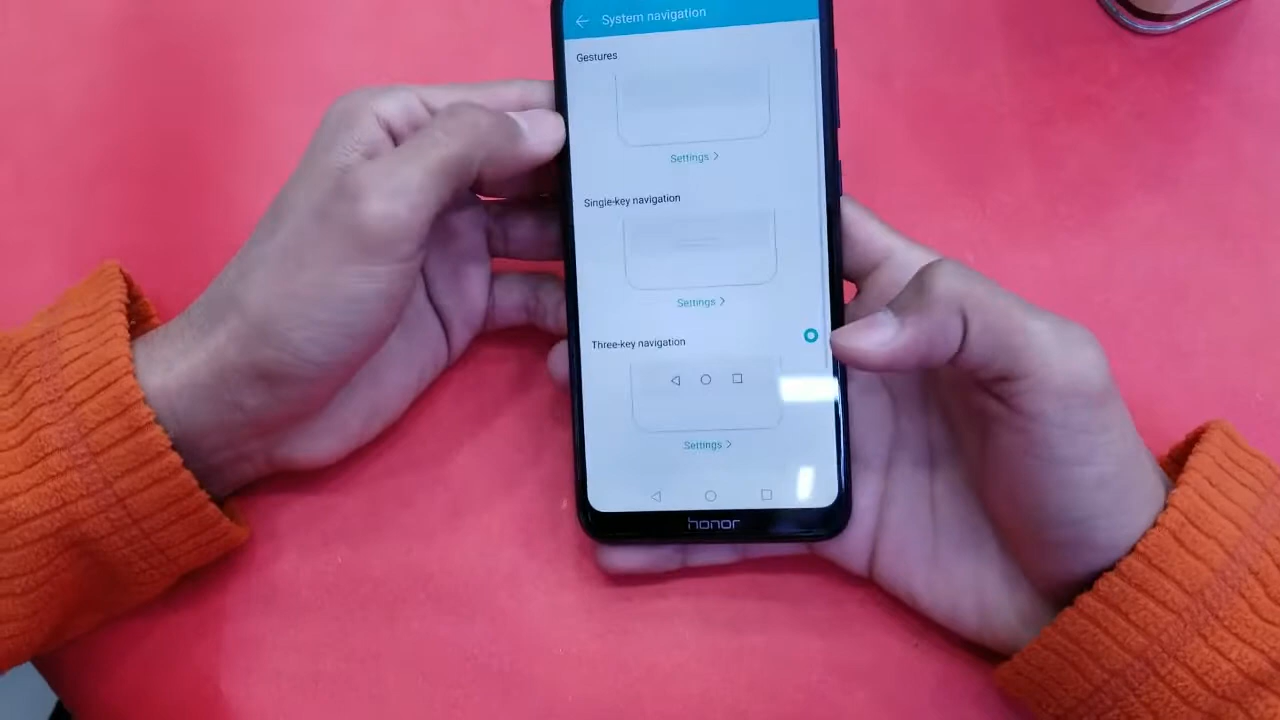 System navigation
Gestures
Settings
Single-key navigation
Settings
Three-key navigation
Settings
honor